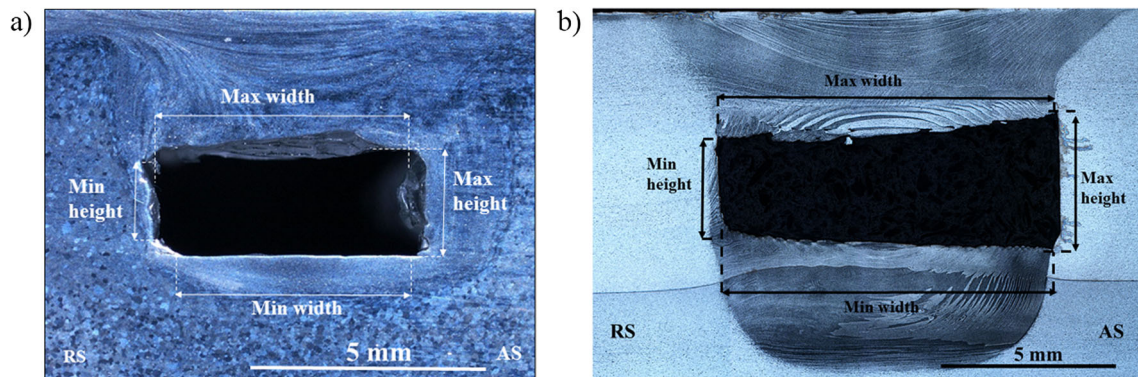 a)
Max width
Min
height
Max
height
Min width
RS
5 mm
AS
b)
Max width
Min
height
Max
height
Min width
RS
AS
5 mm